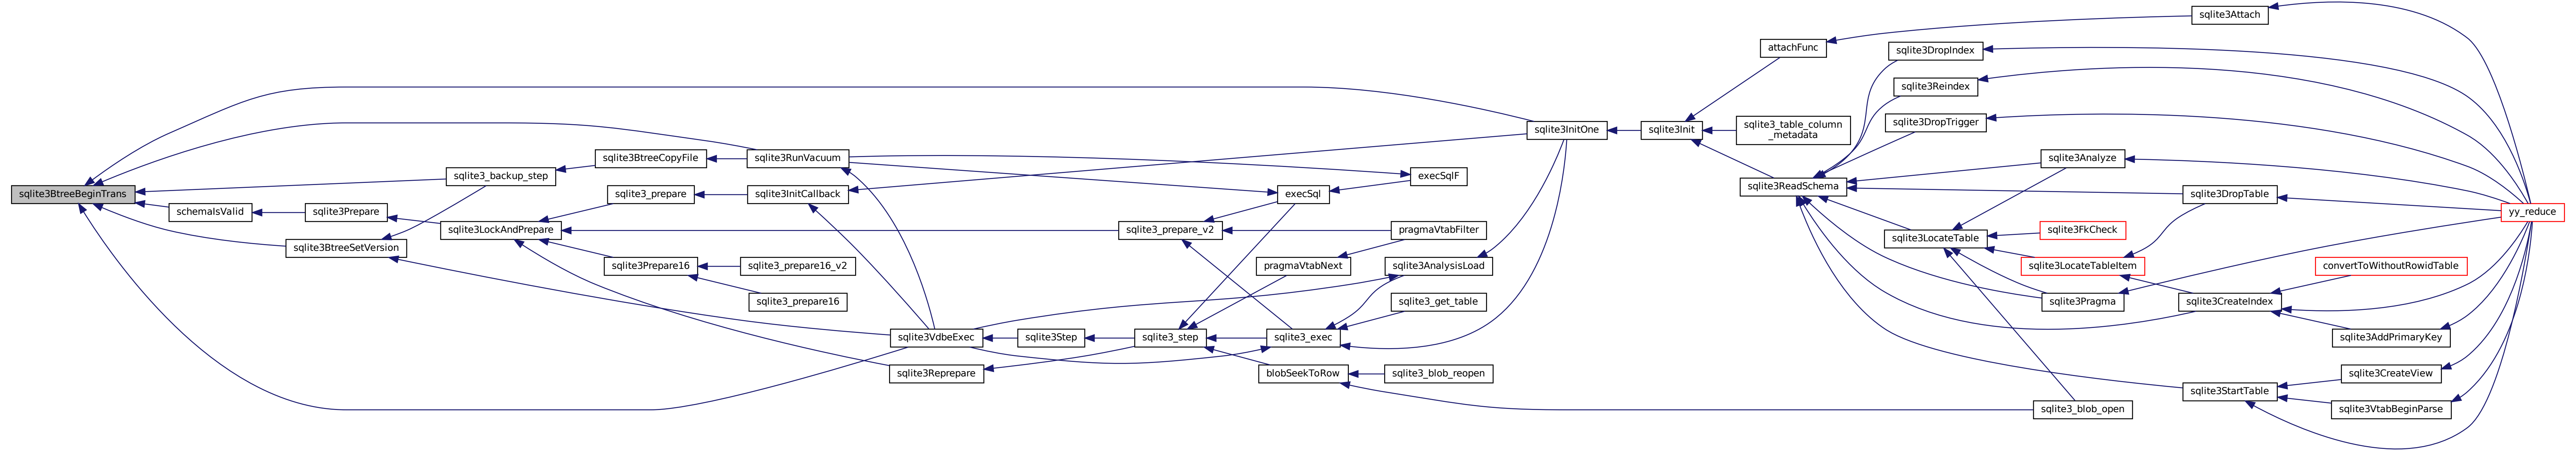 sqlite3BtreeBeginTrans
sqlite3_backup_step
schemaIsValid
sqlite3BtreeSetVersion
sqlite3Prepare
sqlite3LockAndPrepare
sqlite3BtreeCopyFile
sqlite3_prepare
sqlite3Prepare16
sqlite3RunVacuum
sqlite3InitCallback
sqlite3_prepare16_v2
sqlite3_prepare16
sqlite3VdbeExec
sqlite3Reprepare
sqlite3Step
sqlite3_prepare_v2
sqlite3_step
execSql
pragmaVtabNext
sqlite3_exec
blobSeekToRow
execSqlF
pragmaVtabFilter
sqlite3AnalysisLoad
sqlite3_get_table
sqlite3_blob_reopen
sqlite3InitOne
sqlite3Init
attachFunc
sqlite3_table_column
_metadata
sqlite3ReadSchema
sqlite3DropIndex
sqlite3Reindex
sqlite3DropTrigger
sqlite3LocateTable
sqlite3Analyze
sqlite3FkCheck
sqlite3LocateTableItem
sqlite3Pragma
sqlite3_blob_open
sqlite3Attach
sqlite3DropTable
sqlite3CreateIndex
sqlite3StartTable
convertToWithoutRowidTable
sqlite3AddPrimaryKey
sqlite3CreateView
sqlite3VtabBeginParse
yy_reduce